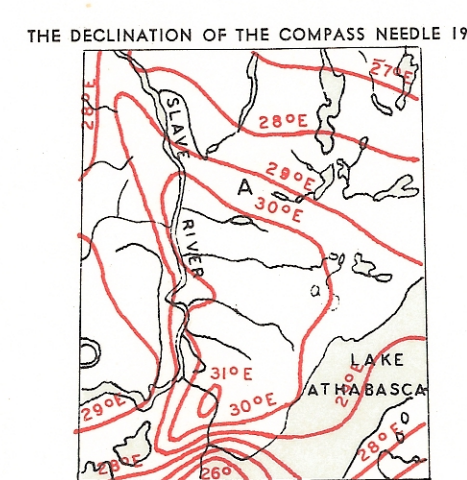 THE DECLINATION OF THE COMPASS NEEDLE 19
27°E
28°E
28°E
SLAVE
29°E
A
30°E
RIVER
a
31°E
LAKE
29°E
30°E
ATHABASCA
29°E
28°E
28°E
26°